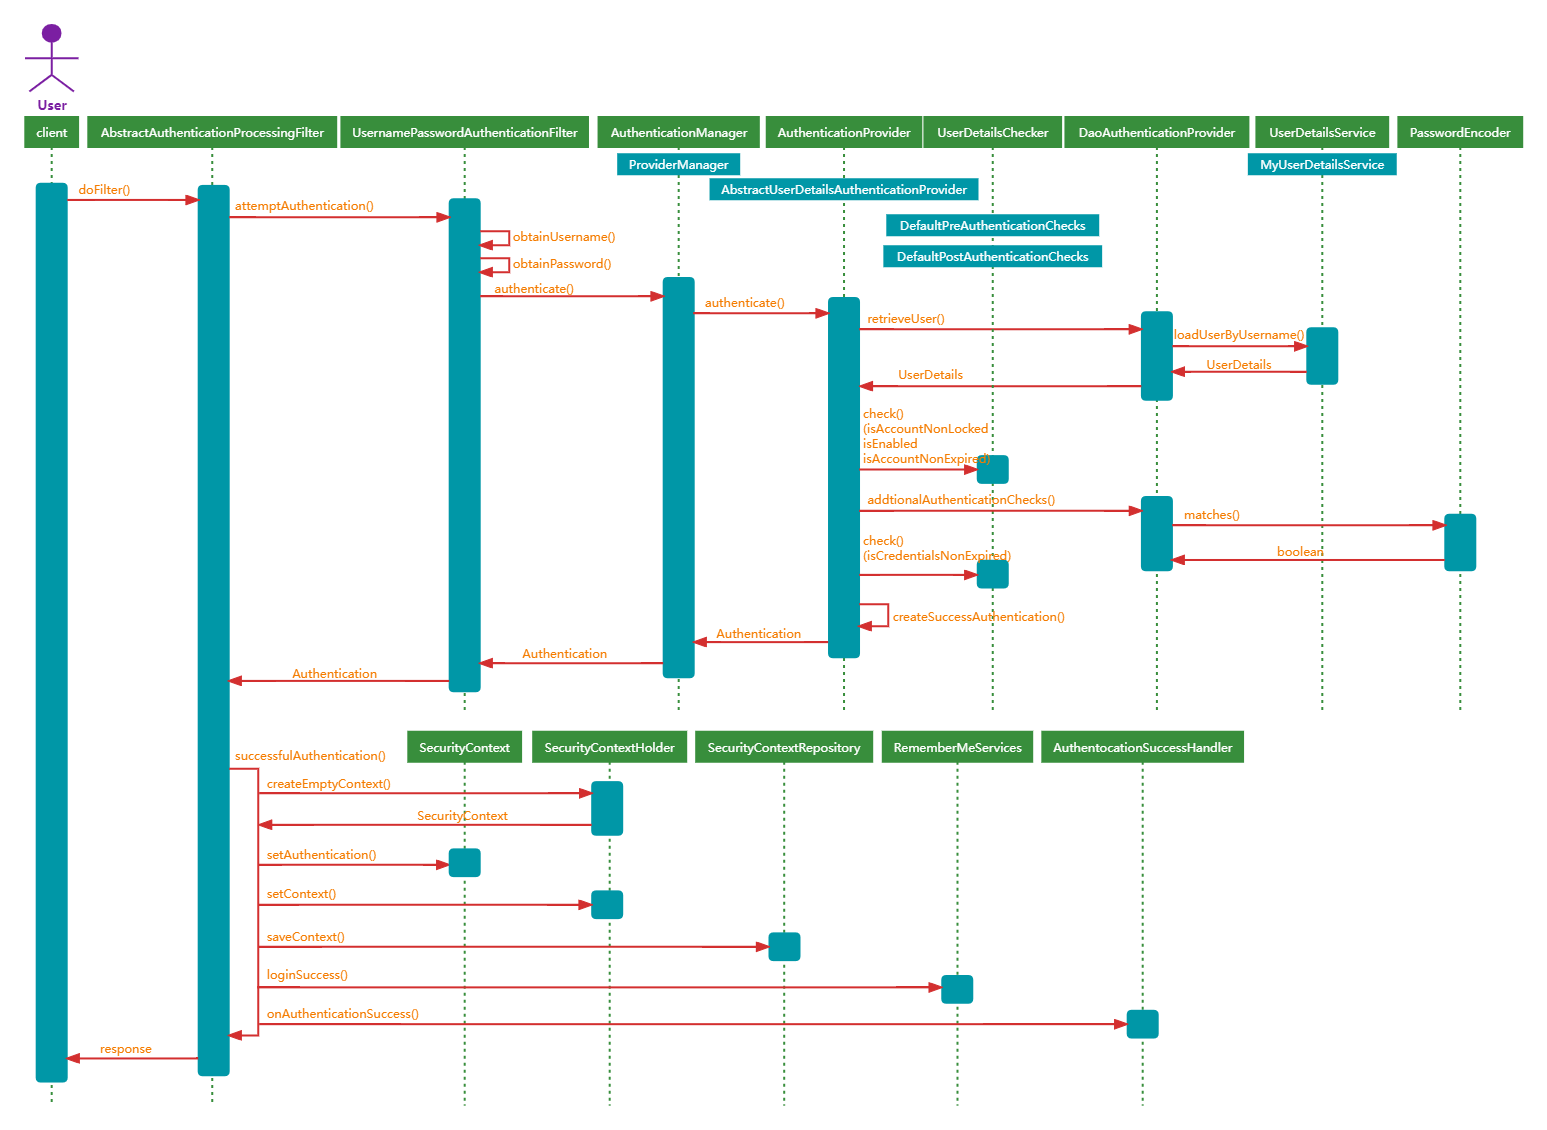 User
client
AbstractAuthenticationProcessingFilter
UsernamePasswordAuthenticationFilter
AuthenticationManager
AuthenticationProvider
UserDetailsChecker
DaoAuthenticationProvider
UserDetailsService
PasswordEncoder
ProviderManager
MyUserDetailsService
AbstractUserDetailsAuthenticationProvider
DefaultPreAuthenticationChecks
DefaultPostAuthenticationChecks
doFilter()
attemptAuthentication()
obtainUsername()
obtainPassword()
authenticate()
authenticate()
retrieveUser()
loadUserByUsername()
UserDetails
UserDetails
check()
(isAccountNonLocked
isEnabled
isAccountNonExpired)
addtionalAuthenticationChecks()
matches()
boolean
check()
(isCredentialsNonExpired)
createSuccessAuthentication()
Authentication
Authentication
Authentication
SecurityContext
SecurityContextHolder
SecurityContextRepository
RememberMeServices
AuthentocationSuccessHandler
successfulAuthentication()
createEmptyContext()
SecurityContext
setAuthentication()
setContext()
saveContext()
loginSuccess()
onAuthenticationSuccess()
response